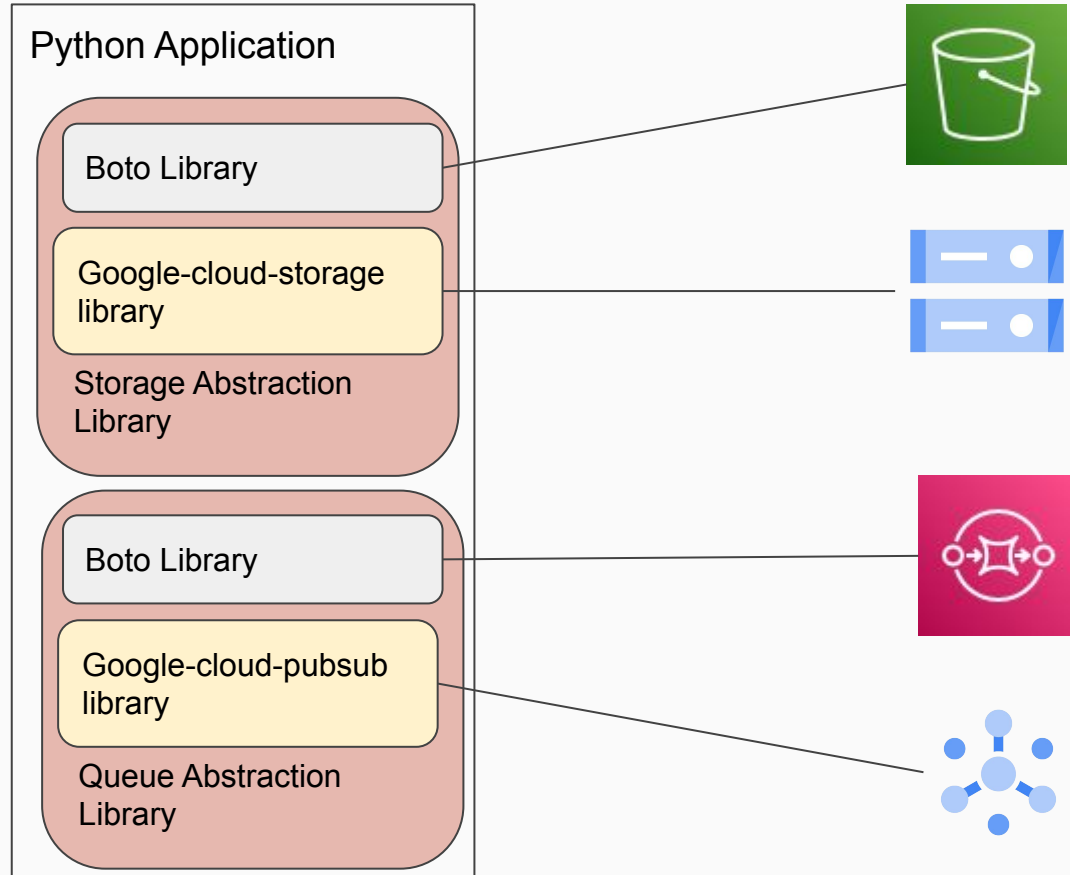 Python Application
Boto Library
Google-cloud-storage
library
Storage Abstraction
Library
Boto Library
Google-cloud-pubsub
library
Queue Abstraction
Library